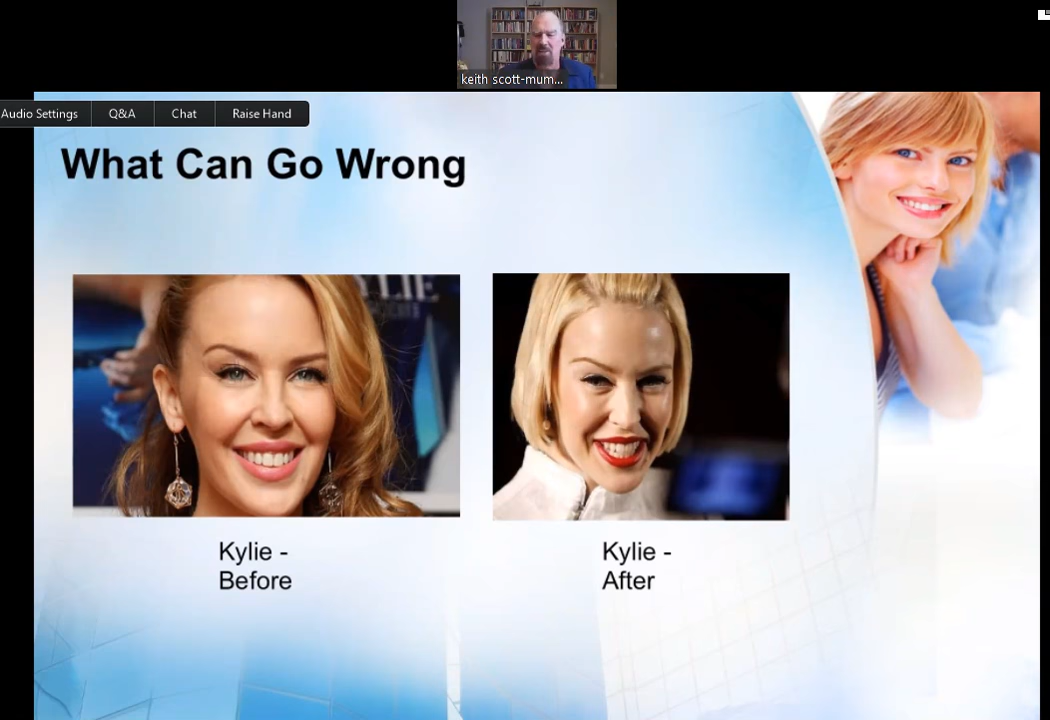 keith scott-mum...
Audio Settings Q&A Chat Raise Hand
What Can Go Wrong
Kylie -
Before
Kylie -
After